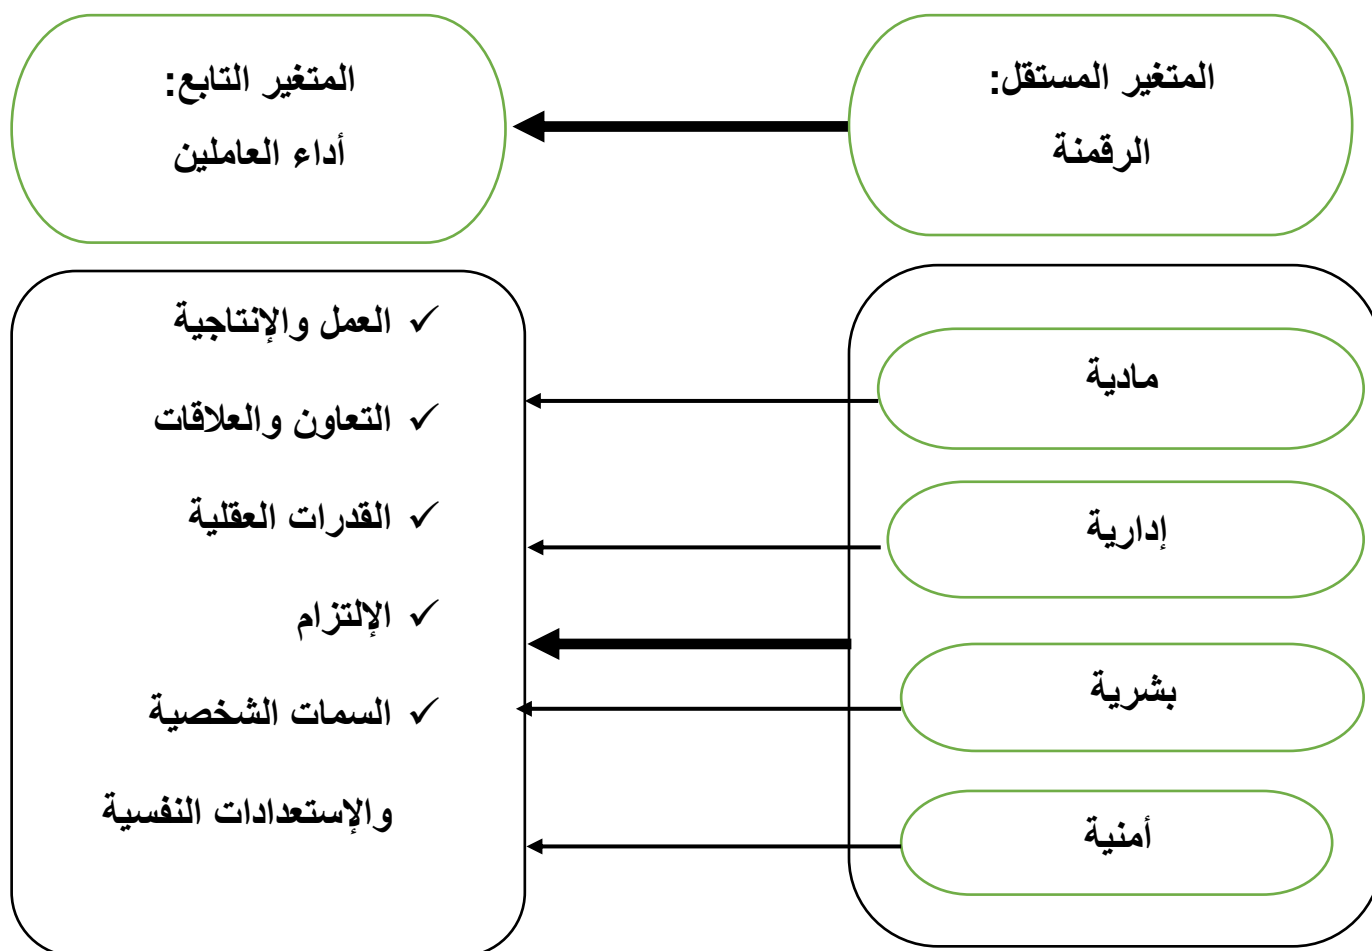 المتغير المستقل:
الرقمنة
المتغير التابع:
أداء العاملين
مادية
إدارية
بشرية
أمنية
✓ العمل والإنتاجية
✓ التعاون والعلاقات
✓ القدرات العقلية
✓ الإلتزام
✓ السمات الشخصية
والإستعدادات النفسية